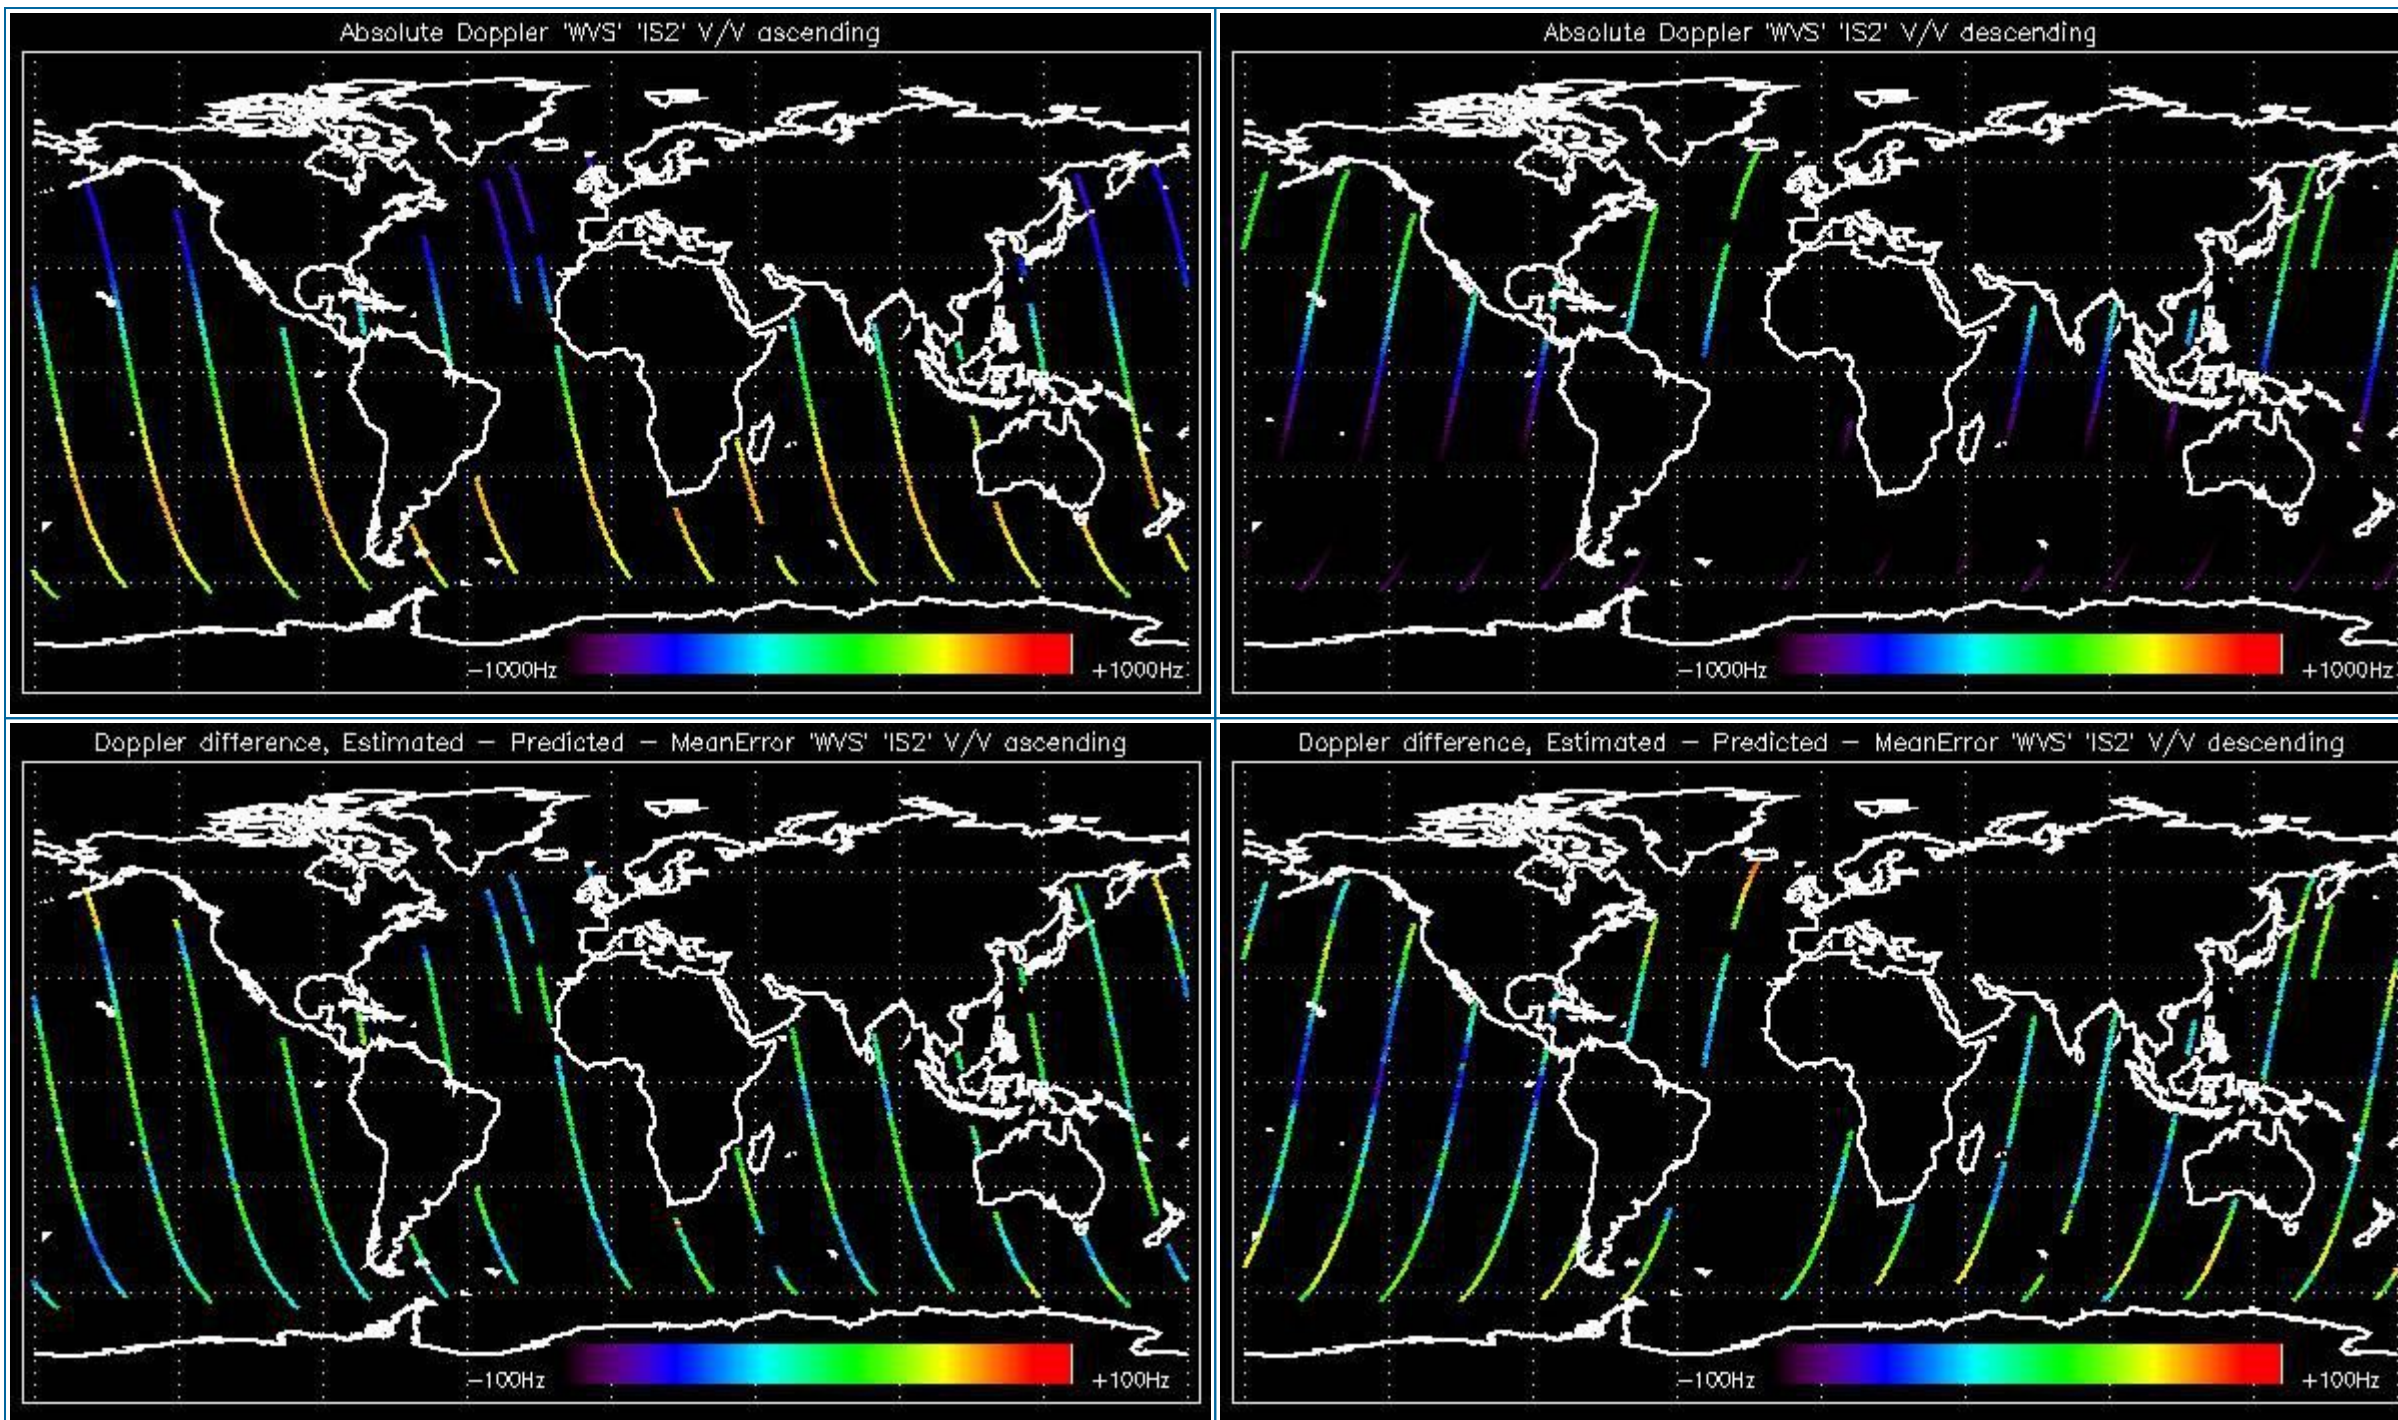 Absolute Doppler 'WVS' 'IS2' V/V ascending
-1000Hz
+1000Hz
Absolute Doppler 'WVS' 'IS2' V/V descending
-1000Hz
+1000Hz
Doppler difference, Estimated - Predicted - MeanError 'WVS' 'IS2' V/V ascending
-100Hz
+100Hz
Doppler difference, Estimated - Predicted - MeanError 'WVS' 'IS2' V/V descending
-100Hz
+100Hz